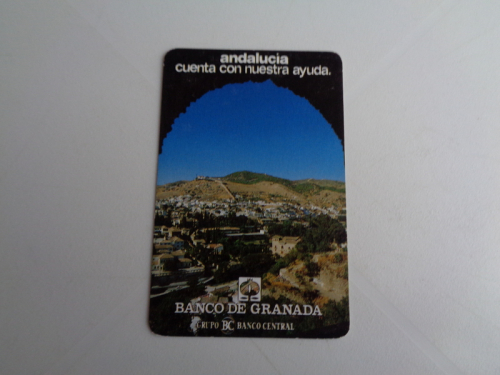 andalucia
cuenta con nuestra ayuda.
BANCO DE GRANADA
GRUPO BC BANCO CENTRAL